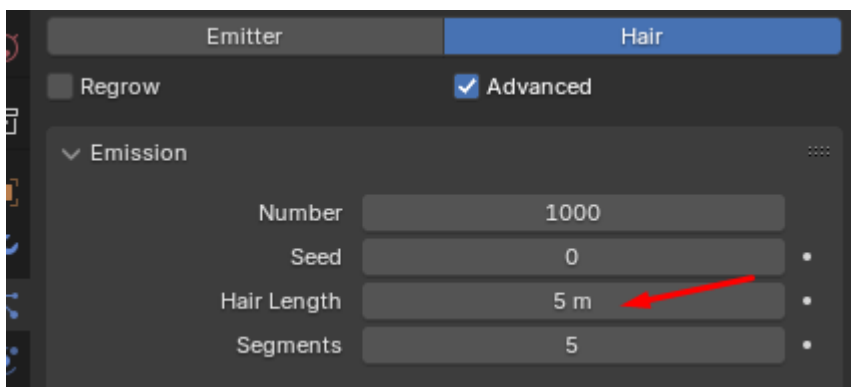 Emitter Hair
Regrow Advanced
Emission
Number 1000
Seed 0
Hair Length 5 m
Segments 5